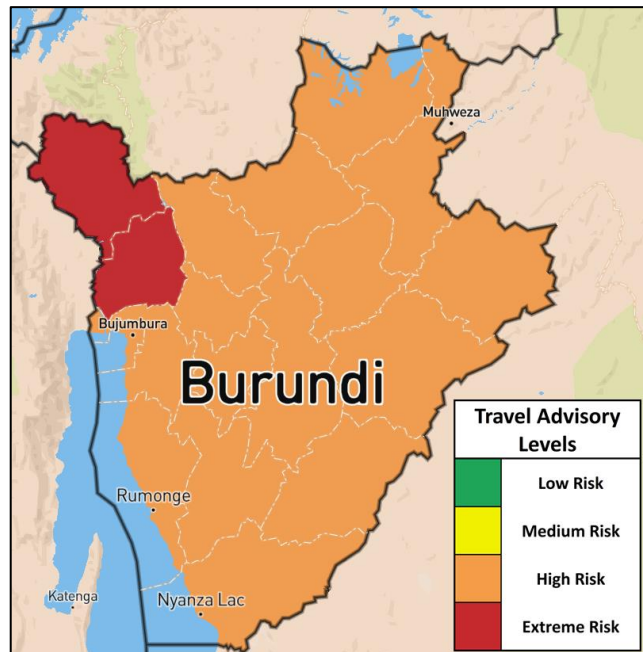 Muhweza
Bujumbura
Burundi
Rumonge
Katenga
Nyanza Lac
Travel Advisory
Levels
Low Risk
Medium Risk
High Risk
Extreme Risk